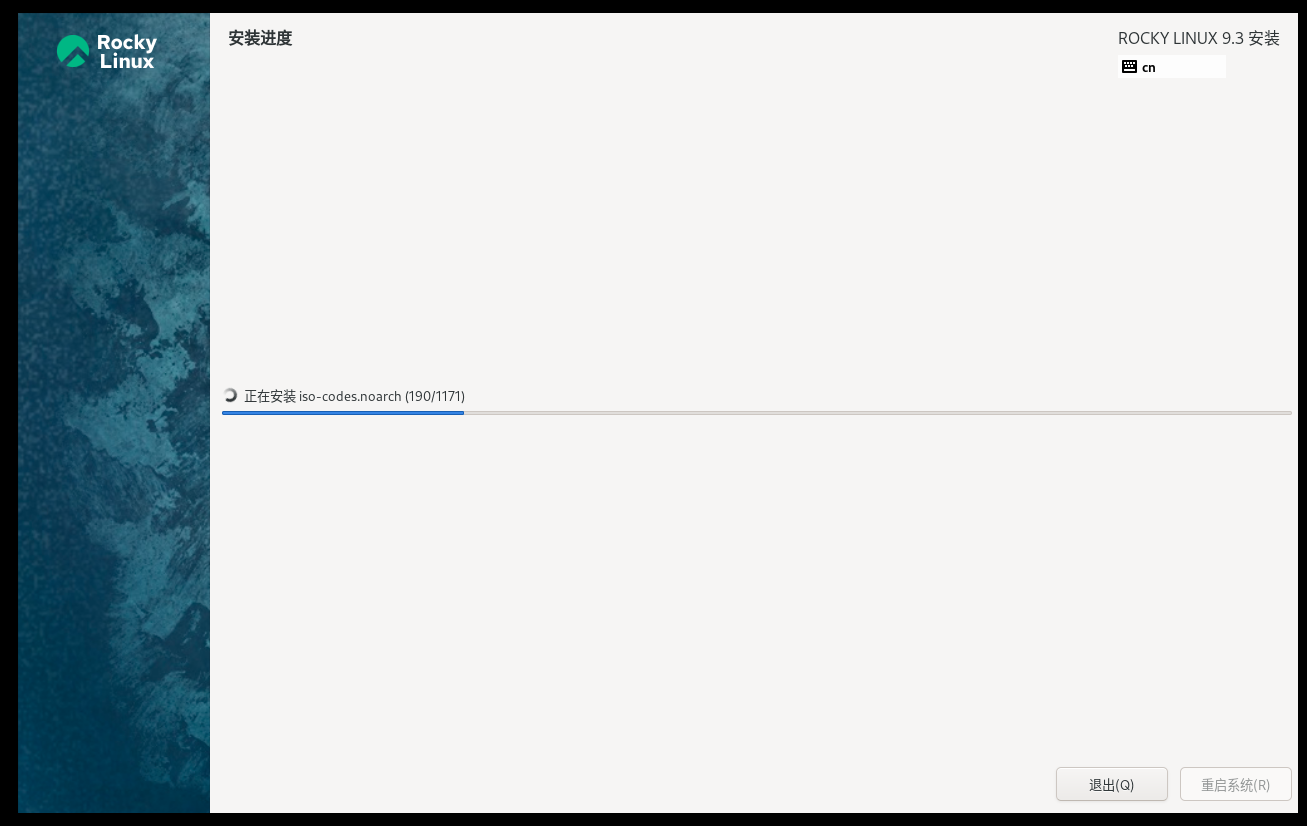 Rocky
Linux
安装进度
ROCKY LINUX 9.3 安装
cn
正在安装 iso-codes.noarch (190/1171)
退出(Q)
重启系统(R)